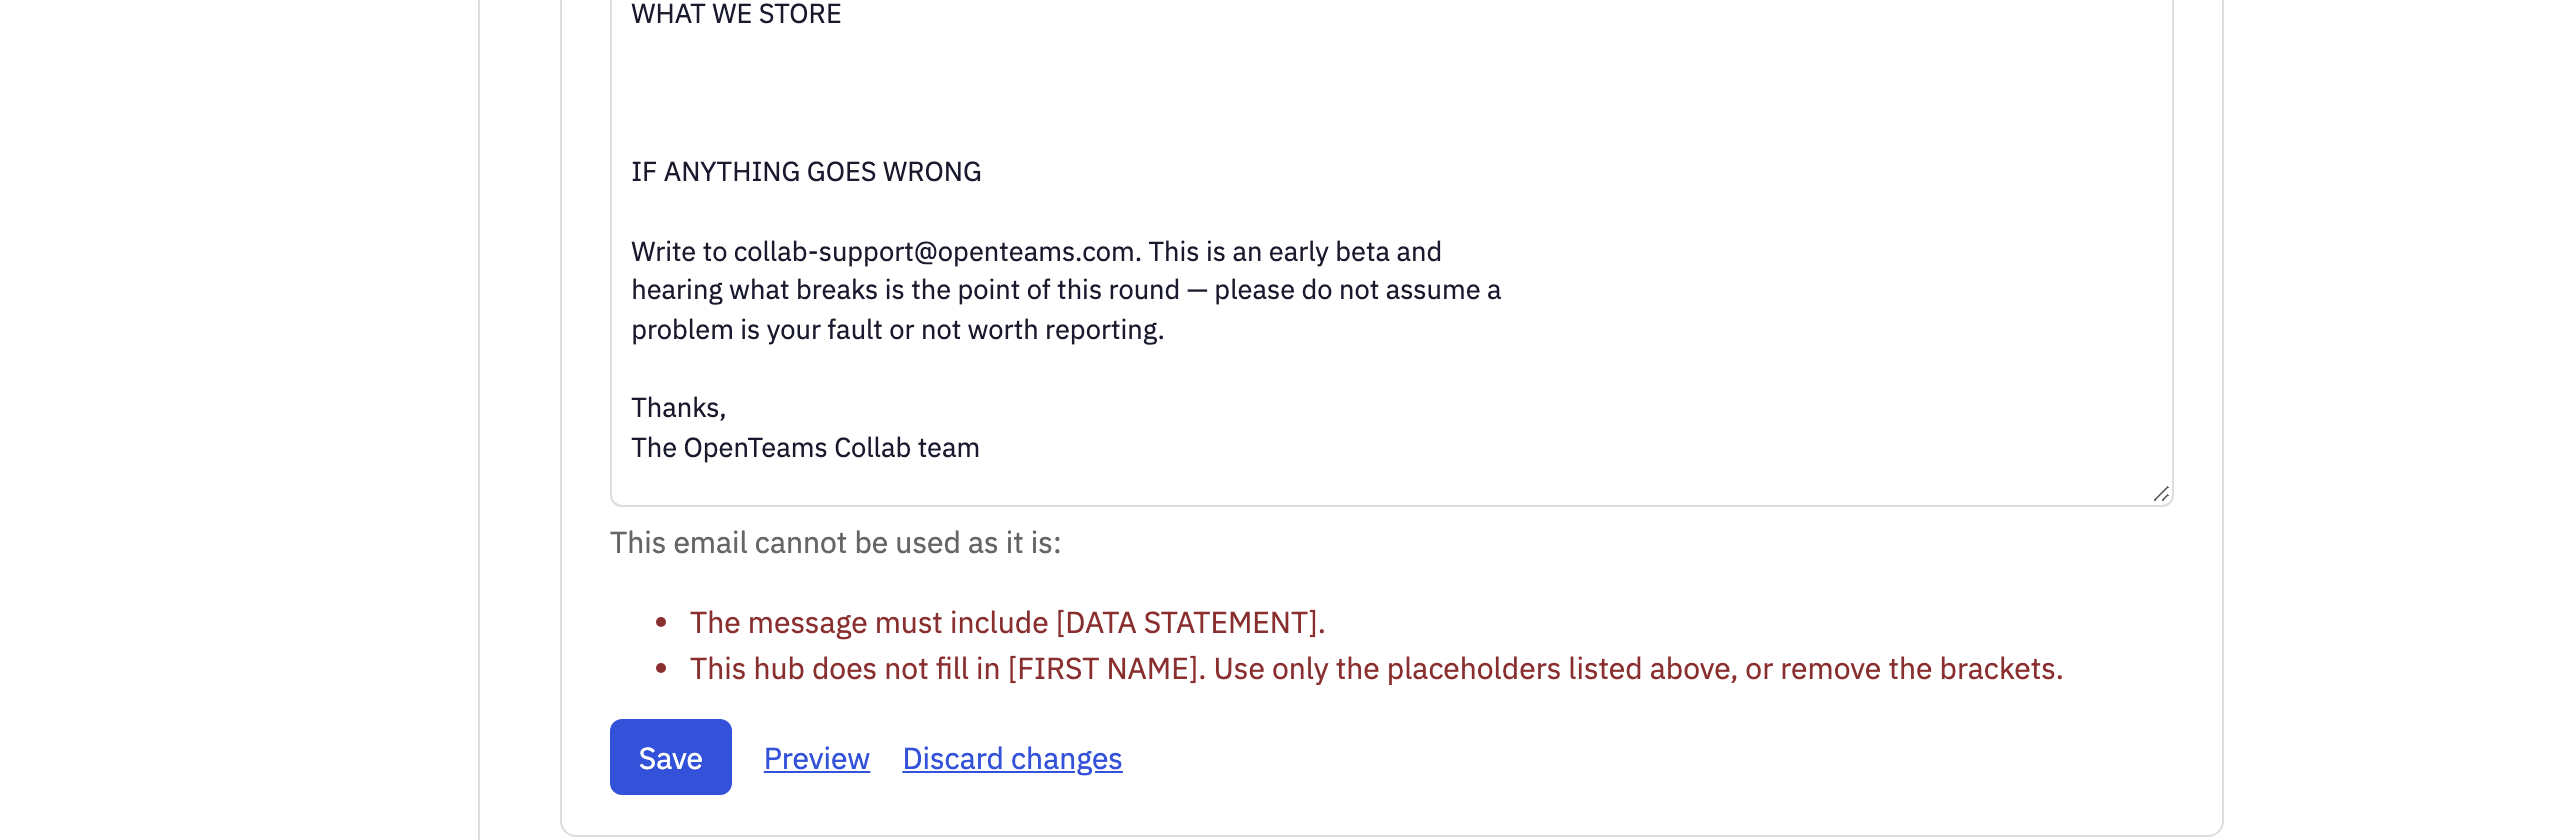 WHAT WE STORE
IF ANYTHING GOES WRONG
Write to collab-support@openteams.com. This is an early beta and
hearing what breaks is the point of this round — please do not assume a
problem is your fault or not worth reporting.
Thanks,
The OpenTeams Collab team
This email cannot be used as it is:
• The message must include [DATA STATEMENT].
• This hub does not fill in [FIRST NAME]. Use only the placeholders listed above, or remove the brackets.
Save Preview Discard changes